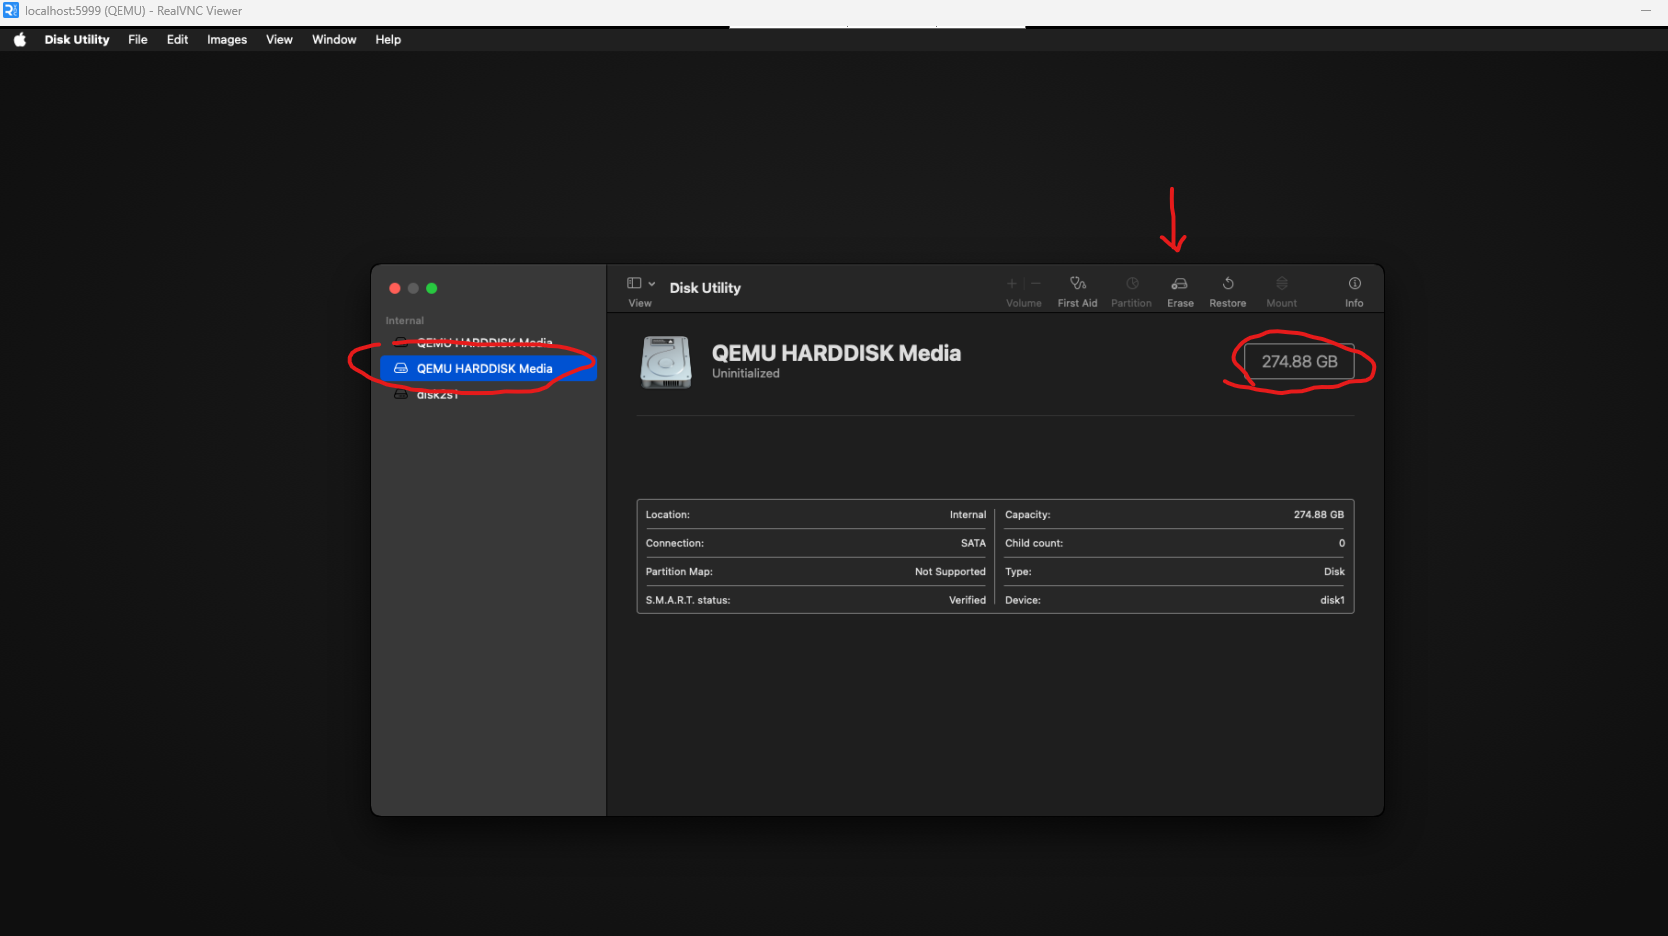 localhost:5999 (QEMU) - RealVNC Viewer
Disk Utility File Edit Images View Window Help
View
Disk Utility
Volume First Aid Partition Erase Restore Mount Info
Internal
QEMU HARDDISK Media
QEMU HARDDISK Media
disk2s1
QEMU HARDDISK Media
Uninitialized
274.88 GB
Location: Internal
Capacity: 274.88 GB
Connection: SATA
Child count: 0
Partition Map: Not Supported
Type: Disk
S.M.A.R.T. status: Verified
Device: disk1